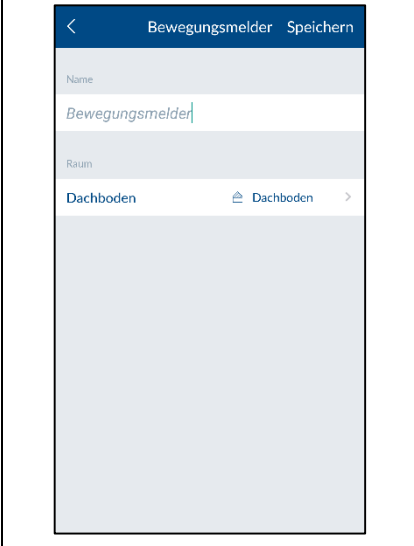 Bewegungsmelder Speichern
Name
Bewegungsmelder
Raum
Dachboden Dachboden